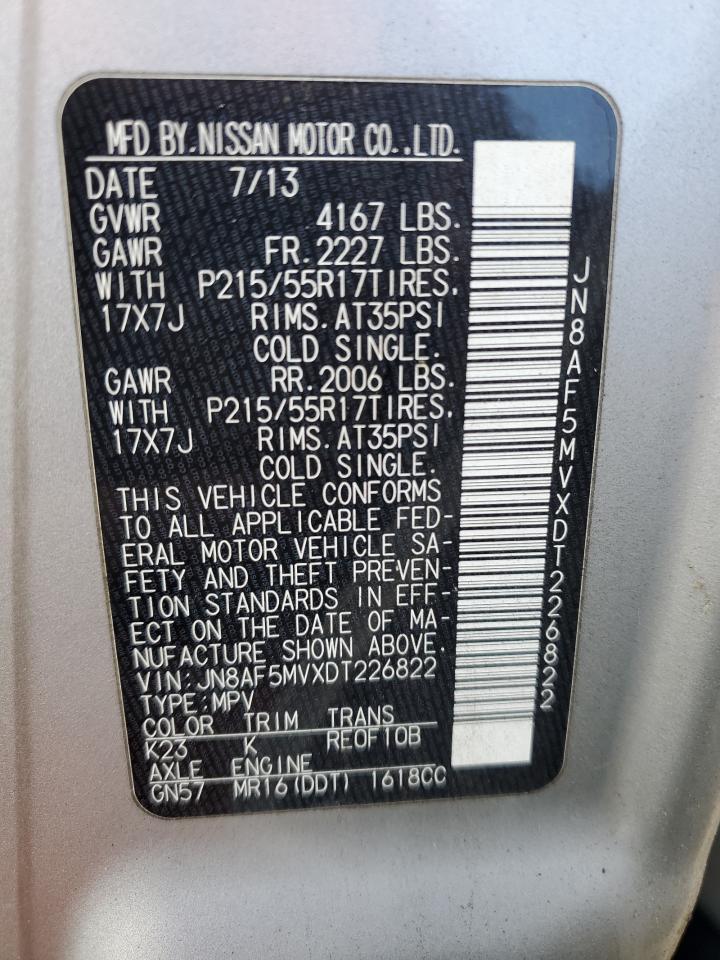 MFD BY.NISSAN MOTOR CO.,LTD.
DATE 7/13
GVWR 4167 LBS.
GAWR FR.2227 LBS.
WITH P215/55R17TIRES.
17X7J RIMS.AT35PSI
COLD SINGLE.
GAWR RR.2006 LBS.
WITH P215/55R17TIRES.
17X7J RIMS.AT35PSI
COLD SINGLE.
THIS VEHICLE CONFORMS
TO ALL APPLICABLE FED-
ERAL MOTOR VEHICLE SA-
FETY AND THEFT PREVEN-
TION STANDARDS IN EFF-
ECT ON THE DATE OF MA-
NUFACTURE SHOWN ABOVE.
VIN:JN8AF5MVXDT226822
TYPE:MPV
COLOR TRIM TRANS
K23 K RE0F10B
AXLE ENGINE
GN57 MR16(DDT) 1618CC
JN8AF5MVXDT226822